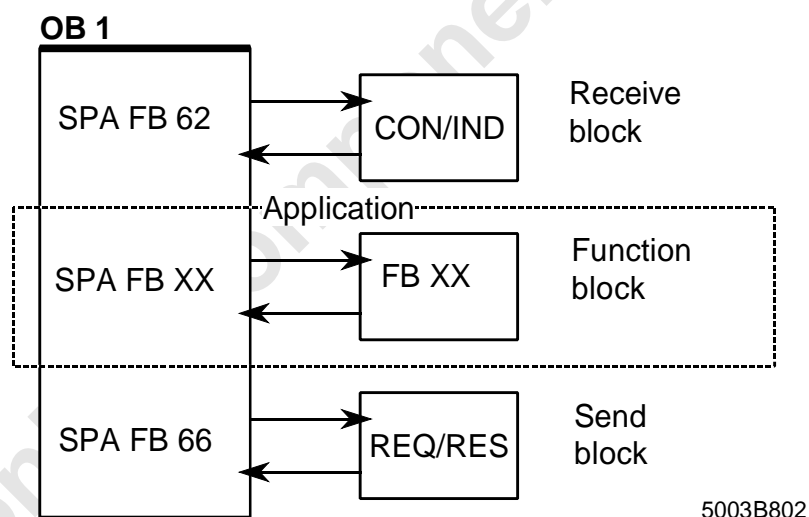 OB 1
SPA FB 62
CON/IND
Receive
block
Application
SPA FB XX
FB XX
Function
block
SPA FB 66
REQ/RES
Send
block
5003B802